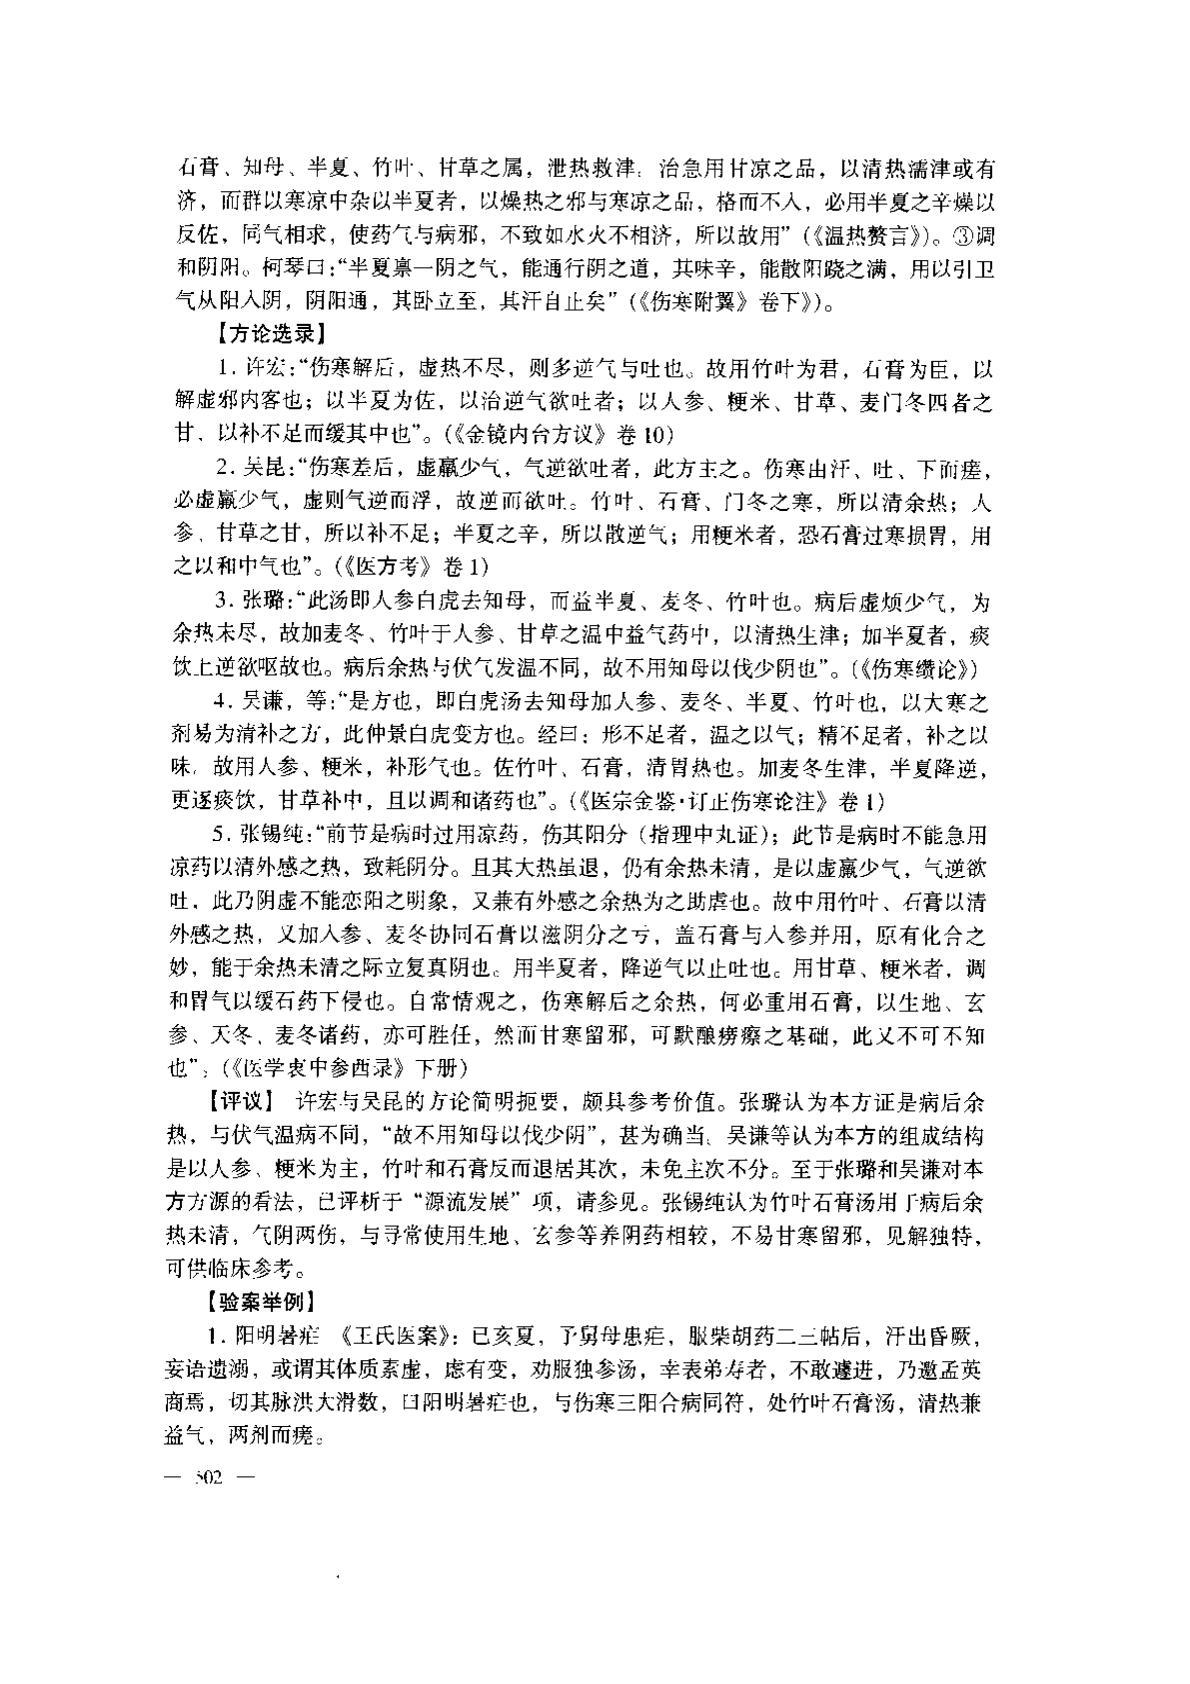 石膏、知母、半夏、竹叶、甘草之属，泄热救津；治急用甘凉之品，以清热濡津或有
济，而群以寒凉中杂以半夏者，以燥热之邪与寒凉之品，格而不入，必用半夏之辛燥以
反佐，同气相求，使药气与病邪，不致如水火不相济，所以故用”(《温热赘言》)。③调
和阴阳。柯琴曰：“半夏禀一阴之气，能通行阴之道，其味辛，能散阳跷之满，用以引卫
气从阳入阴，阴阳通，其卧立至，其汗自止矣”(《伤寒附翼》卷下》)。
【方论选录】
1. 许宏：“伤寒解后，虚热不尽，则多逆气与吐也。故用竹叶为君，石膏为臣，以
解虚邪内客也；以半夏为佐，以治逆气欲吐者；以人参、粳米、甘草、麦门冬四者之
甘，以补不足而缓其中也”。(《金镜内台方议》卷 10)
2. 吴昆：“伤寒差后，虚羸少气，气逆欲吐者，此方主之。伤寒由汗、吐、下而瘥，
必虚羸少气，虚则气逆而浮，故逆而欲吐。竹叶、石膏、门冬之寒，所以清余热；人
参、甘草之甘，所以补不足；半夏之辛，所以散逆气；用粳米者，恐石膏过寒损胃，用
之以和中气也”。(《医方考》卷 1)
3. 张璐：“此汤即人参白虎去知母，而益半夏、麦冬、竹叶也。病后虚烦少气，为
余热未尽，故加麦冬、竹叶于人参、甘草之温中益气药中，以清热生津；加半夏者，痰
饮上逆欲呕故也。病后余热与伏气发温不同，故不用知母以伐少阴也”。(《伤寒缵论》)
4. 吴谦，等：“是方也，即白虎汤去知母加人参、麦冬、半夏、竹叶也，以大寒之
剂易为清补之方，此仲景白虎变方也。经曰：形不足者，温之以气；精不足者，补之以
味。故用人参、粳米，补形气也。佐竹叶、石膏，清胃热也。加麦冬生津，半夏降逆，
更逐痰饮，甘草补中，且以调和诸药也”。(《医宗金鉴·订正伤寒论注》卷 1)
5. 张锡纯：“前节是病时过用凉药，伤其阳分（指理中丸证）；此节是病时不能急用
凉药以清外感之热，致耗阴分。且其大热虽退，仍有余热未清，是以虚羸少气，气逆欲
吐，此乃阴虚不能恋阳之明象，又兼有外感之余热为之助虐也。故中用竹叶、石膏以清
外感之热，又加人参、麦冬协同石膏以滋阴分之亏，盖石膏与人参并用，原有化合之
妙，能于余热未清之际立复真阴也。用半夏者，降逆气以止吐也。用甘草、粳米者，调
和胃气以缓石药下侵也。自常情观之，伤寒解后之余热，何必重用石膏，以生地、玄
参、天冬、麦冬诸药，亦可胜任，然而甘寒留邪，可默酿痨瘵之基础，此又不可不知
也”。(《医学衷中参西录》下册)
【评议】 许宏与吴昆的方论简明扼要，颇具参考价值。张璐认为本方证是病后余
热，与伏气温病不同，“故不用知母以伐少阴”，甚为确当。吴谦等认为本方的组成结构
是以人参、粳米为主，竹叶和石膏反而退居其次，未免主次不分。至于张璐和吴谦对本
方方源的看法，已评析于“源流发展”项，请参见。张锡纯认为竹叶石膏汤用于病后余
热未清，气阴两伤，与寻常使用生地、玄参等养阴药相较，不易甘寒留邪，见解独特，
可供临床参考。
【验案举例】
1. 阳明暑疟 《王氏医案》：已亥夏，予舅母患疟，服柴胡药二三帖后，汗出昏厥，
妄语遗溺，或谓其体质素虚，虑有变，劝服独参汤，幸表弟寿者，不敢遽进，乃邀孟英
商焉，切其脉洪大滑数，曰阳明暑疟也，与伤寒三阳合病同符，处竹叶石膏汤，清热兼
益气，两剂而瘥。
— 502 —